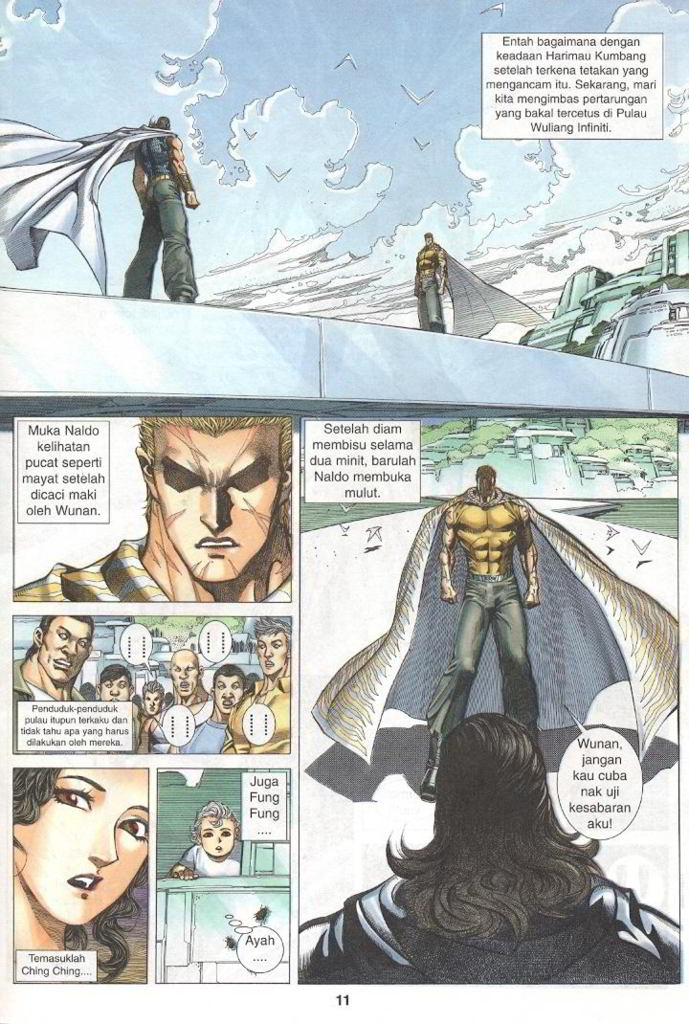 Entah bagaimana dengan
keadaan Harimau Kumbang
setelah terkena tetakan yang
mengancam itu. Sekarang, mari
kita mengimbas pertarungan
yang bakal tercetus di Pulau
Wuliang Infiniti.
Muka Naldo
kelihatan
pucat seperti
mayat setelah
dicaci maki
oleh Wunan.
Setelah diam
membisu selama
dua minit, barulah
Naldo membuka
mulut.
Penduduk-penduduk
pulau itupun terkaku dan
tidak tahu apa yang harus
dilakukan oleh mereka.
Wunan,
jangan
kau cuba
nak uji
kesabaran
aku!
Temasuklah
Ching Ching....
Juga
Fung
Fung
....
Ayah
....
11